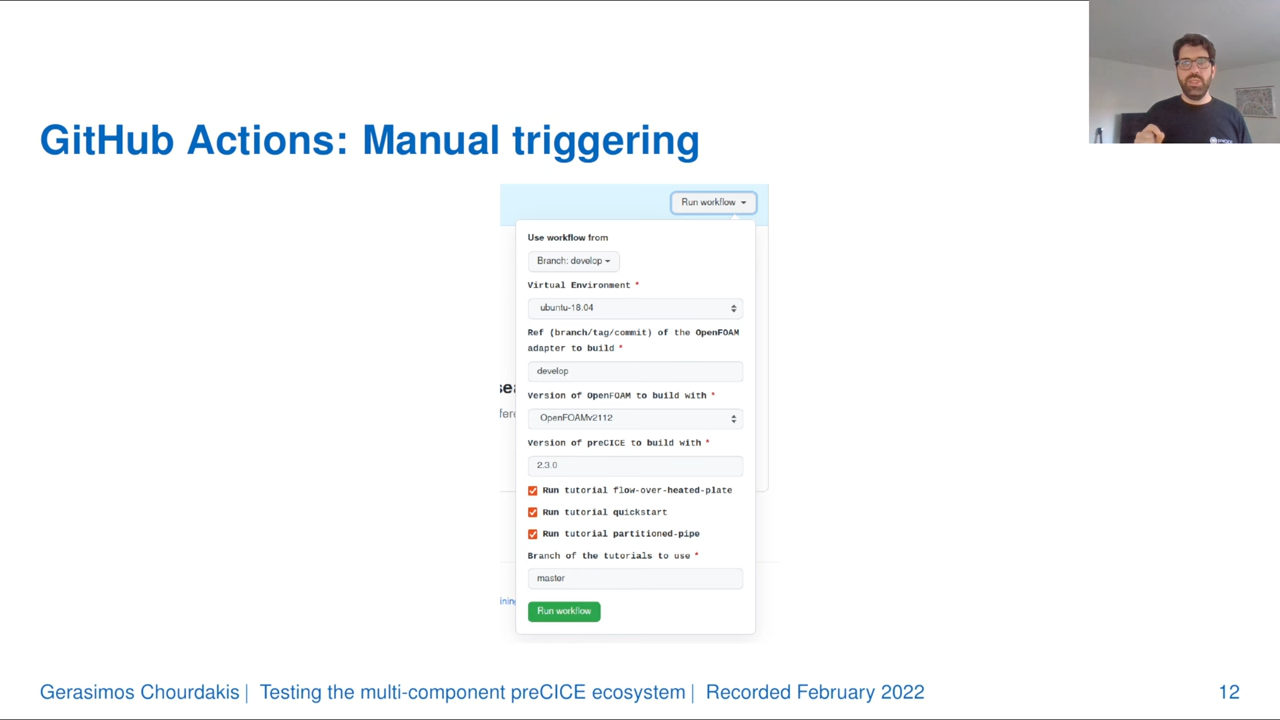 GitHub Actions: Manual triggering
Run workflow
Use workflow from
Branch: develop
Virtual Environment *
ubuntu-18.04
Ref (branch/tag/commit) of the OpenFOAM
adapter to build *
develop
Version of OpenFOAM to build with *
OpenFOAMv2112
Version of preCICE to build with *
2.3.0
Run tutorial flow-over-heated-plate
Run tutorial quickstart
Run tutorial partitioned-pipe
Branch of the tutorials to use *
master
Run workflow
Gerasimos Chourdakis | Testing the multi-component preCICE ecosystem | Recorded February 2022
12